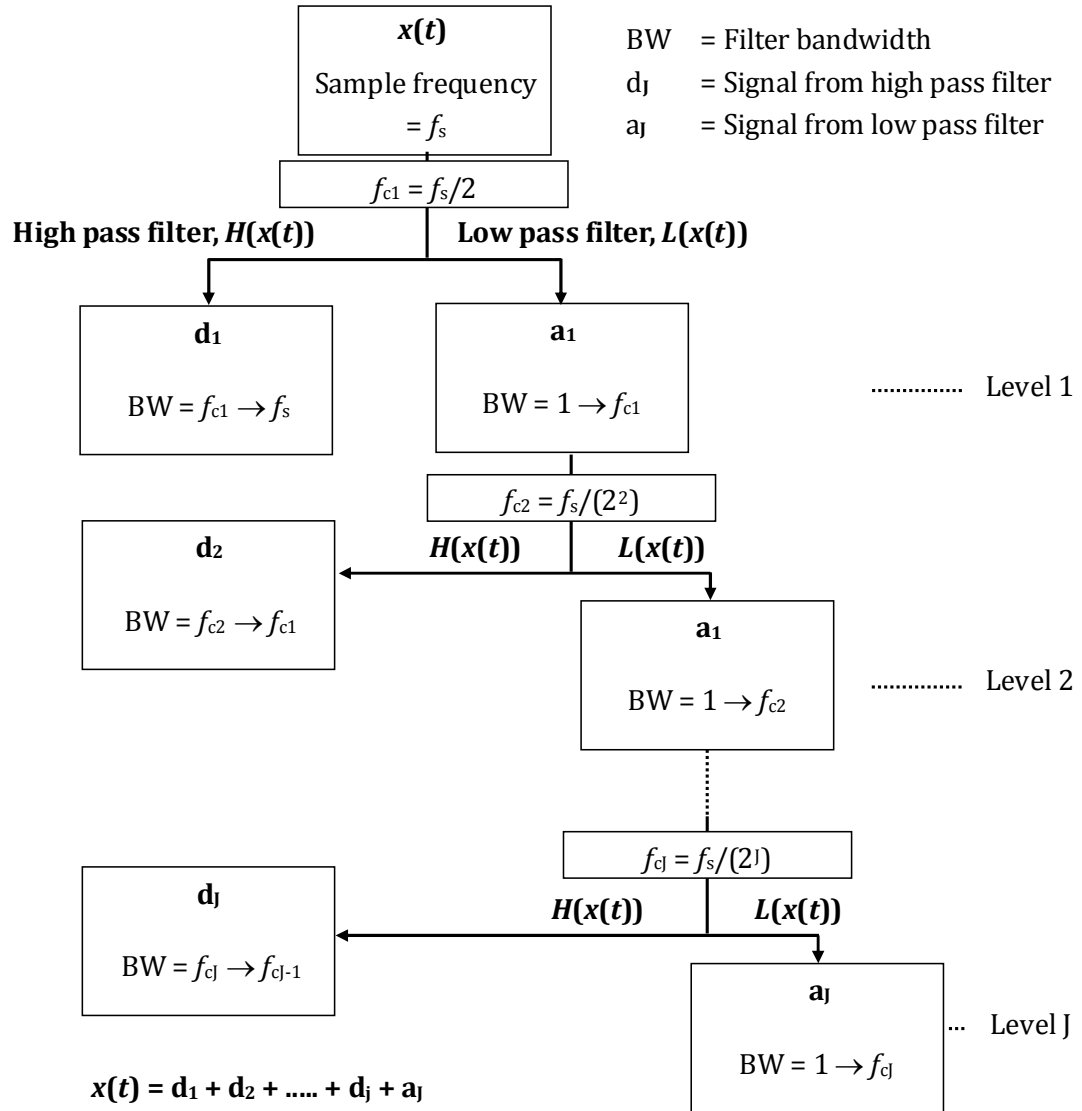 x(t)
Sample frequency
= fs
BW = Filter bandwidth
dJ = Signal from high pass filter
aJ = Signal from low pass filter
fc1 = fs/2
High pass filter, H(x(t))
Low pass filter, L(x(t))
d1
BW = fc1 → fs
a1
BW = 1 → fc1
Level 1
fc2 = fs/(2²)
H(x(t))
L(x(t))
d2
BW = fc2 → fc1
a1
BW = 1 → fc2
Level 2
fcJ = fs/(2ᴶ)
H(x(t))
L(x(t))
dJ
BW = fcJ → fcJ-1
aJ
BW = 1 → fcJ
Level J
x(t) = d1 + d2 + ..... + dj + aJ